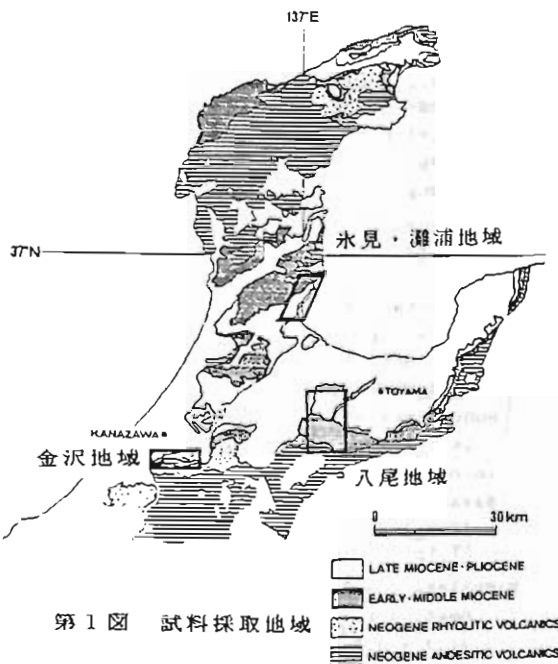 137°E
氷見・灘浦地域
37°N
TOYAMA
KANAZAWA
金沢地域
八尾地域
0 30km
LATE MIOCENE-PLIOCENE
EARLY-MIDDLE MIOCENE
第1図 試料採取地域
NEOGENE RHYOLITIC VOLCANICS
NEOGENE ANDESITIC VOLCANICS